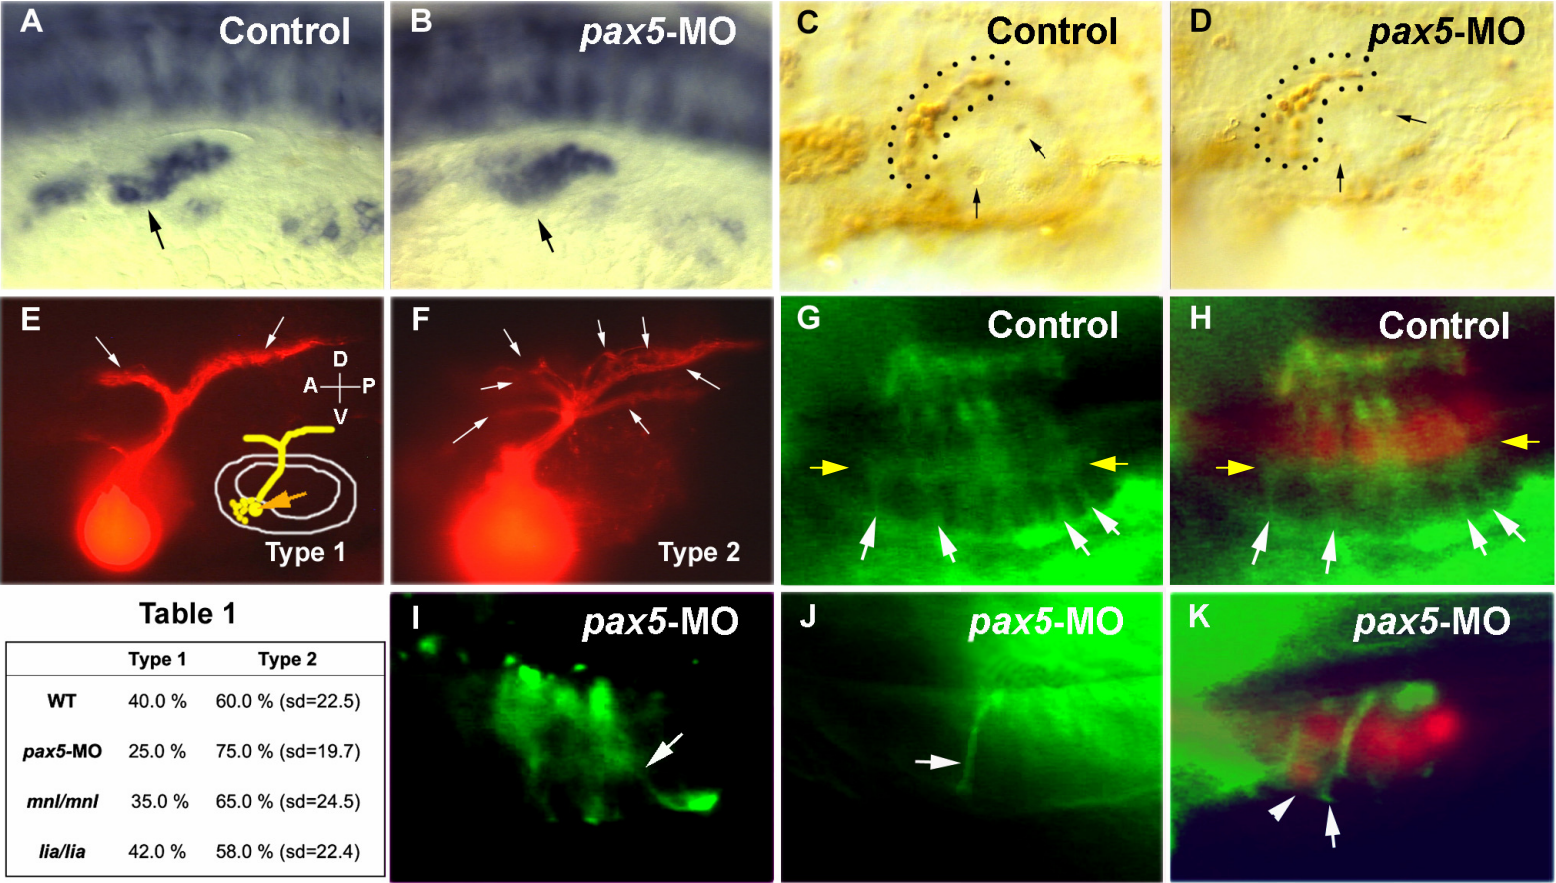 A Control
B pax5-MO
C Control
D pax5-MO
E
D
A P
V
Type 1
F
Type 2
G Control
H Control
Table 1
Type 1 Type 2
WT 40.0 % 60.0 % (sd=22.5)
pax5-MO 25.0 % 75.0 % (sd=19.7)
mnl/mnl 35.0 % 65.0 % (sd=24.5)
lia/lia 42.0 % 58.0 % (sd=22.4)
I pax5-MO
J pax5-MO
K pax5-MO